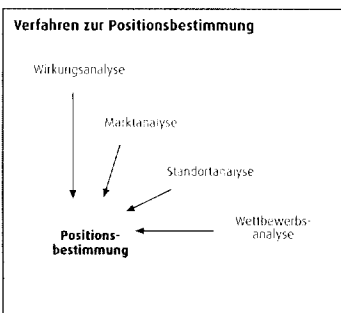 Verfahren zur Positionsbestimmung
Wirkungsanalyse
Marktanalyse
Standortanalyse
Wettbewerbs-
analyse
Positions-
bestimmung